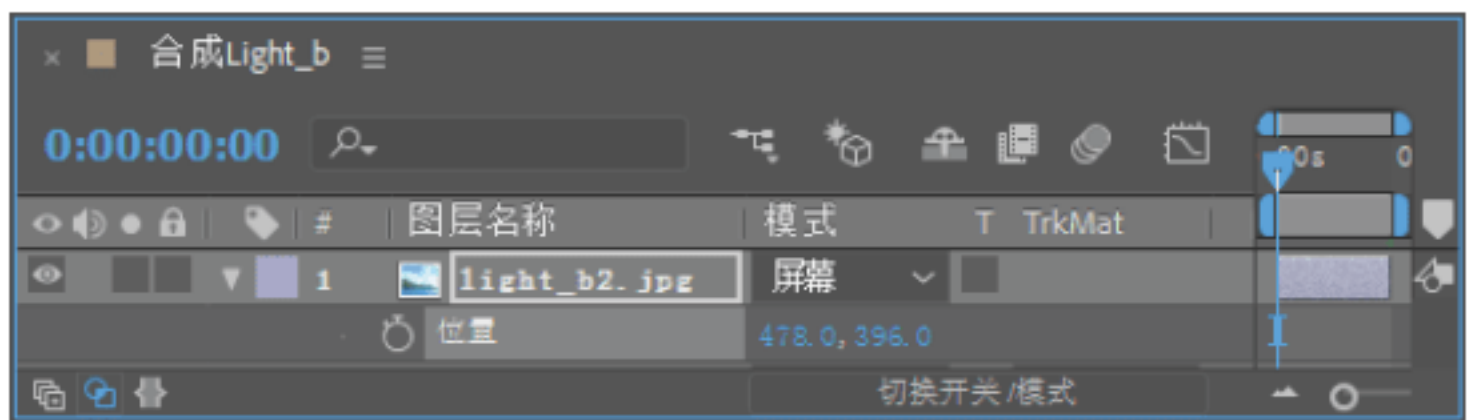 × 合成Light_b ≡
0:00:00:00
:00s 0
# 图层名称 模式 T TrkMat
1 light_b2.jpg 屏幕
位置 478.0, 396.0
切换开关/模式